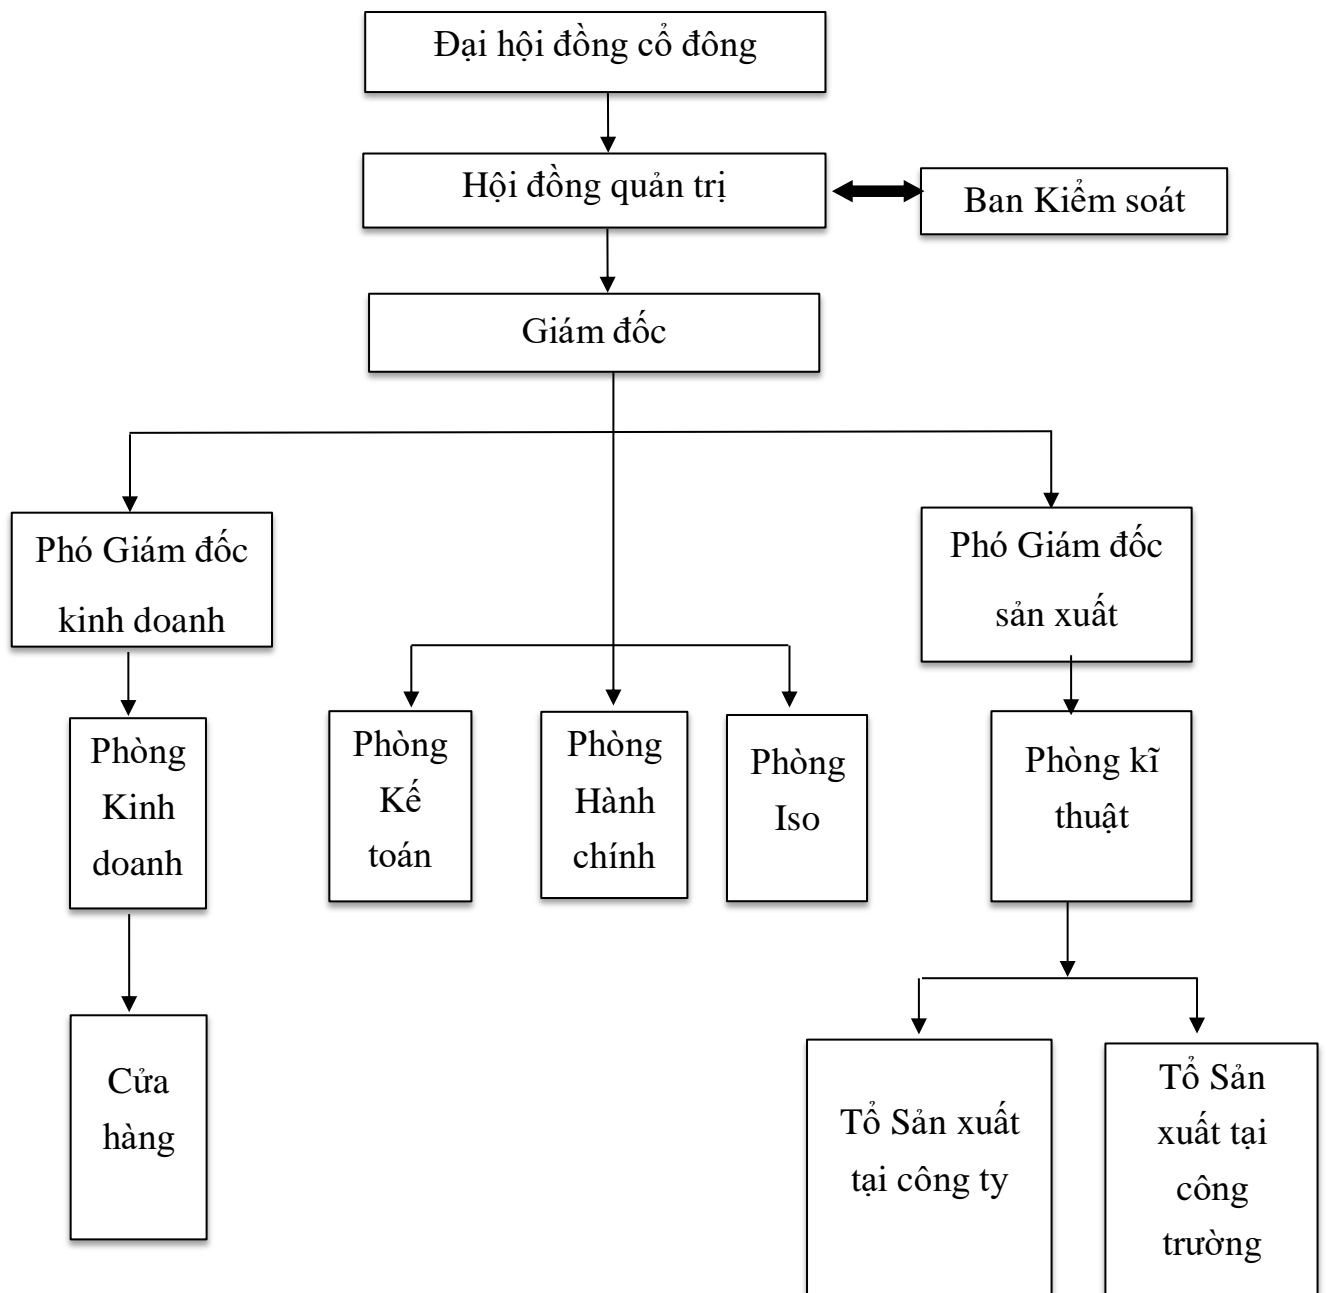 Đại hội đồng cổ đông
Hội đồng quản trị
Ban Kiểm soát
Giám đốc
Phó Giám đốc
kinh doanh
Phó Giám đốc
sản xuất
Phòng
Kinh
doanh
Phòng
Kế
toán
Phòng
Hành
chính
Phòng
Iso
Phòng kĩ
thuật
Cửa
hàng
Tổ Sản xuất
tại công ty
Tổ Sản
xuất tại
công
trường